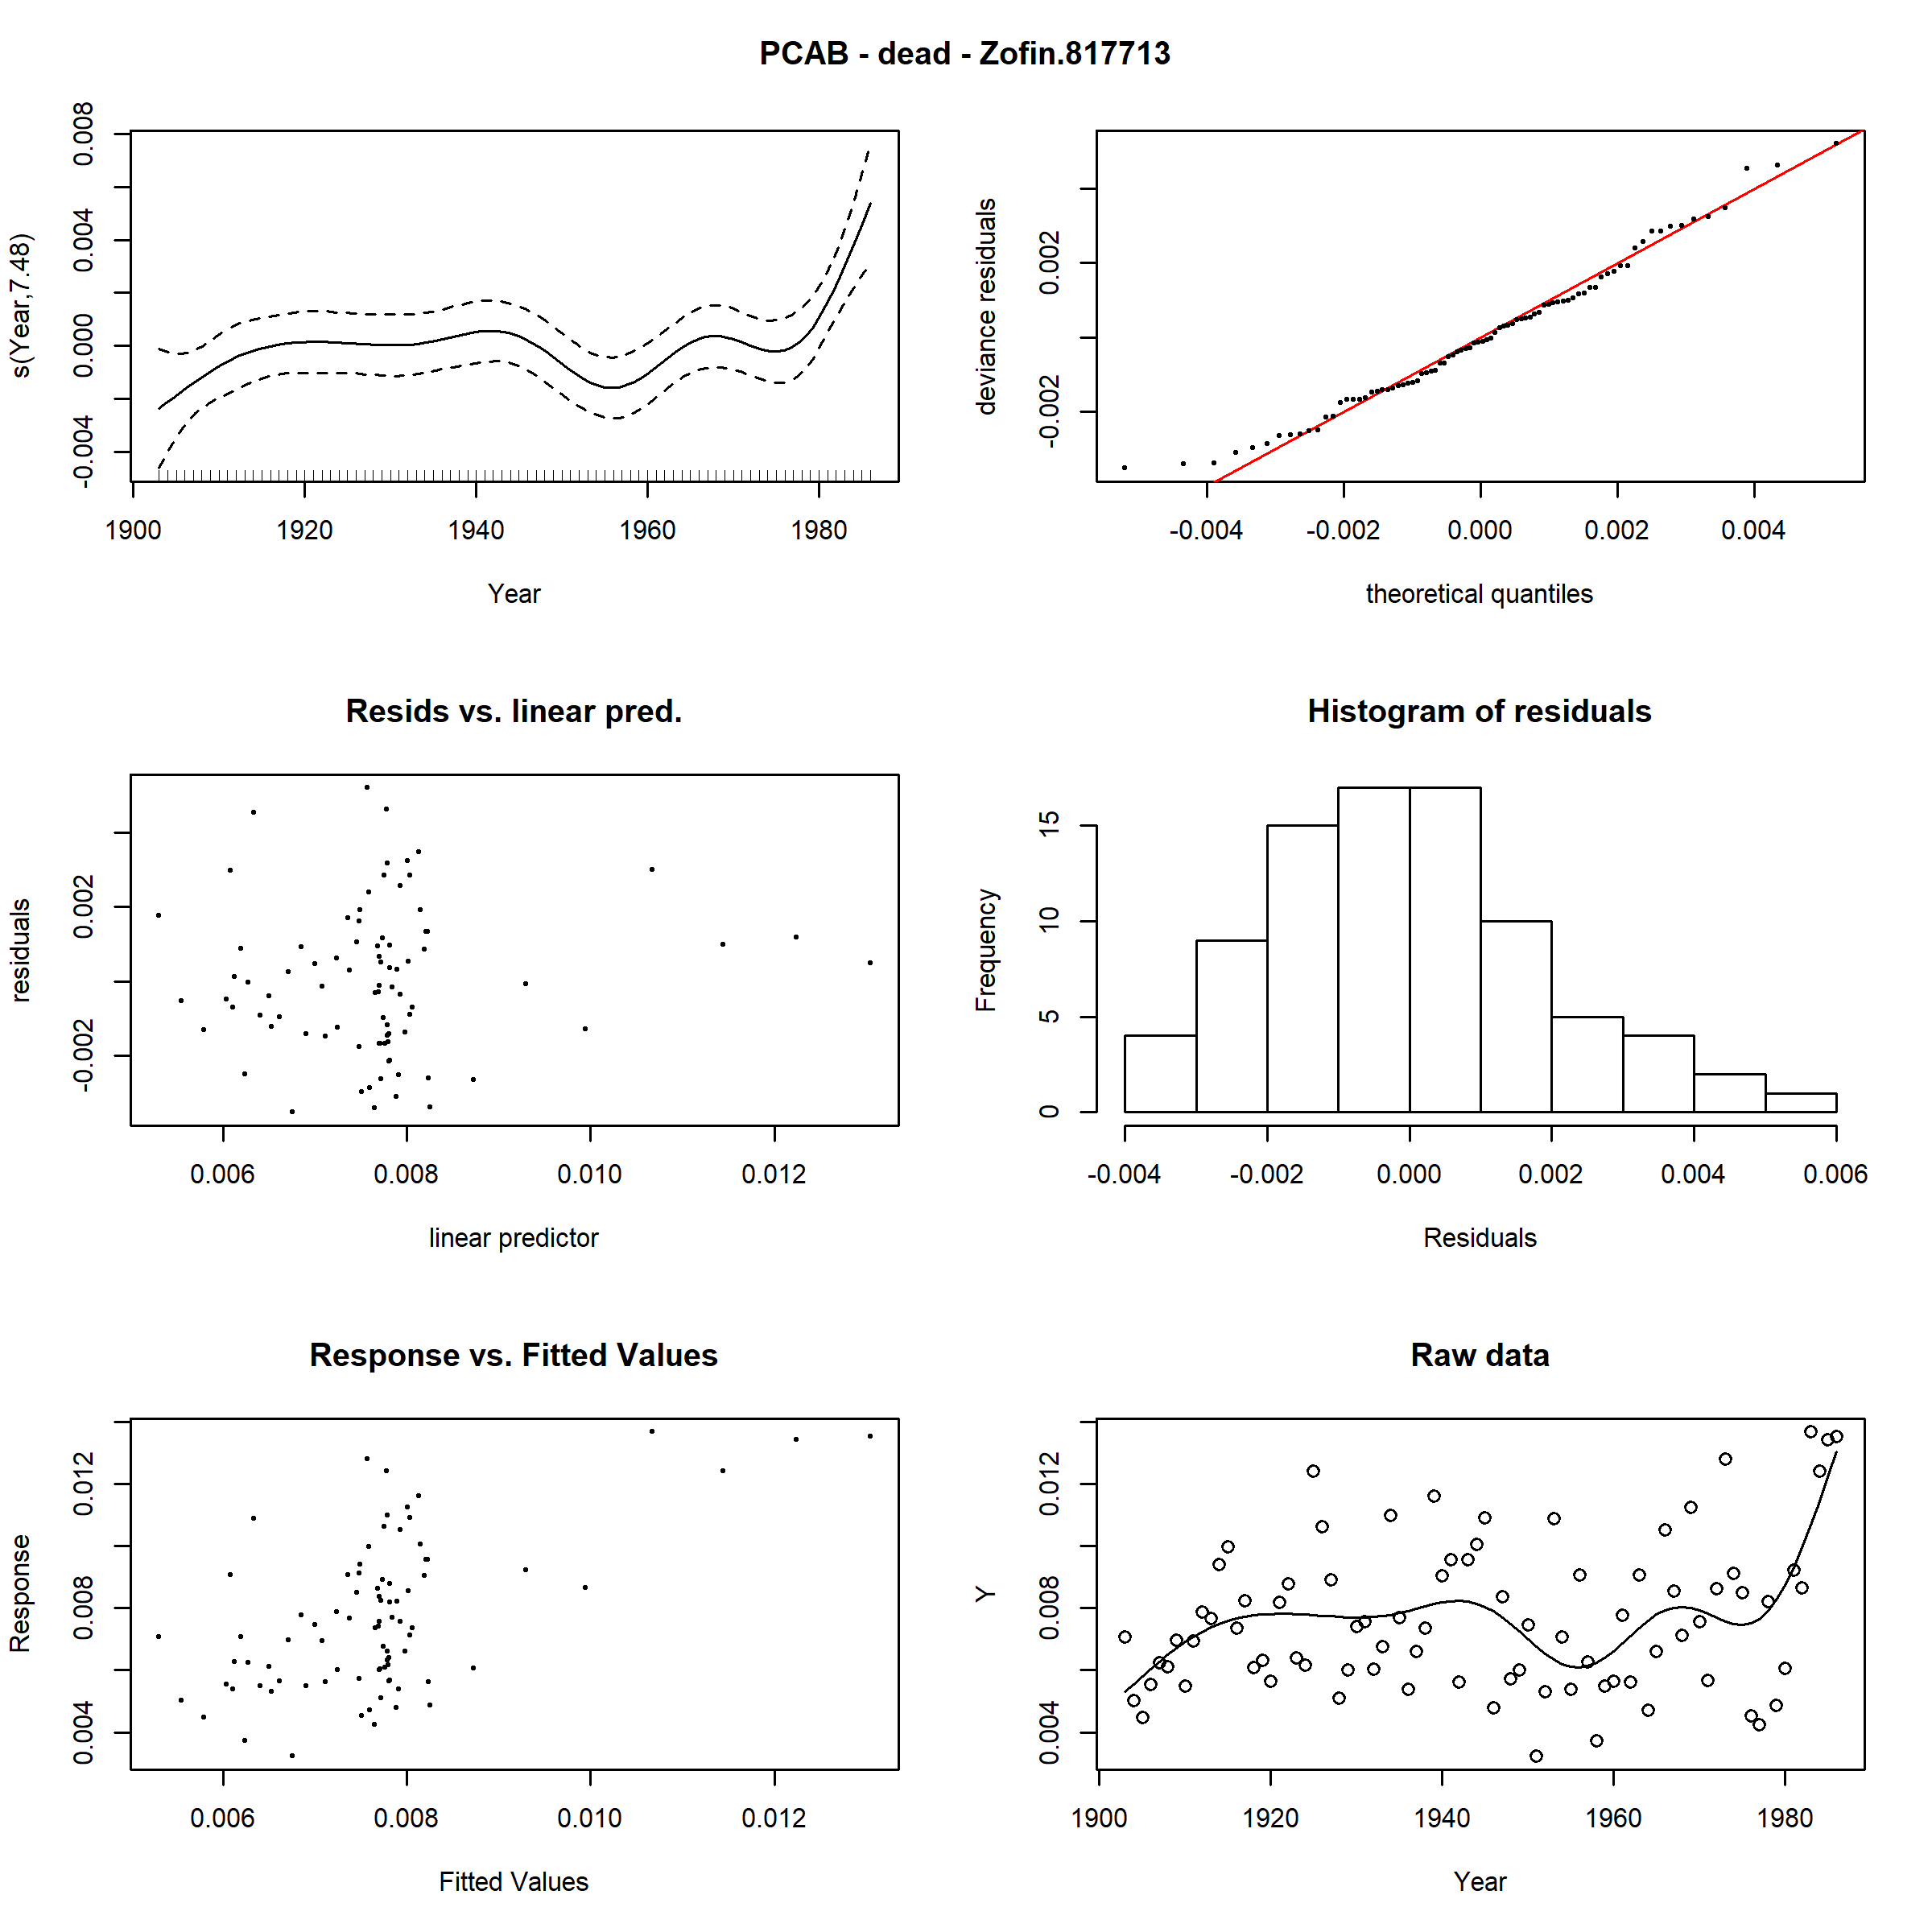 PCAB - dead - Zofin.817713
s(Year,7.48)
-0.004 0.000 0.004 0.008
1900 1920 1940 1960 1980
Year
deviance residuals
-0.002 0.002
-0.004 -0.002 0.000 0.002 0.004
theoretical quantiles
Resids vs. linear pred.
residuals
-0.002 0.002
0.006 0.008 0.010 0.012
linear predictor
Histogram of residuals
Frequency
0 5 10 15
-0.004 -0.002 0.000 0.002 0.004 0.006
Residuals
Response vs. Fitted Values
Response
0.004 0.008 0.012
0.006 0.008 0.010 0.012
Fitted Values
Raw data
Y
0.004 0.008 0.012
1900 1920 1940 1960 1980
Year